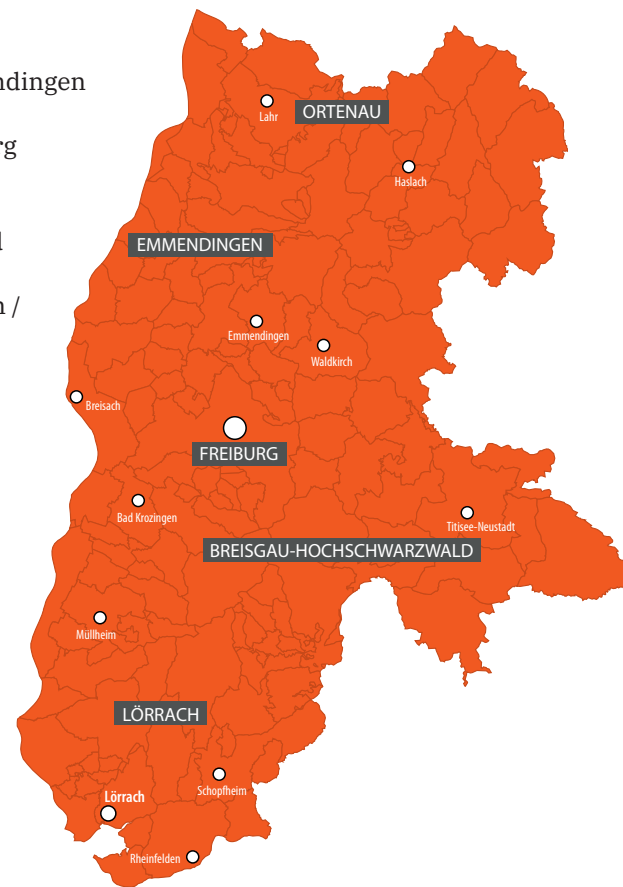 ndingen
Lahr
ORTENAU
rg
Haslach
EMMENDINGEN
n /
Emmendingen
Waldkirch
Breisach
FREIBURG
Bad Krozingen
Titisee-Neustadt
BREISGAU-HOCHSCHWARZWALD
Müllheim
LÖRRACH
Schopfheim
Lörrach
Rheinfelden